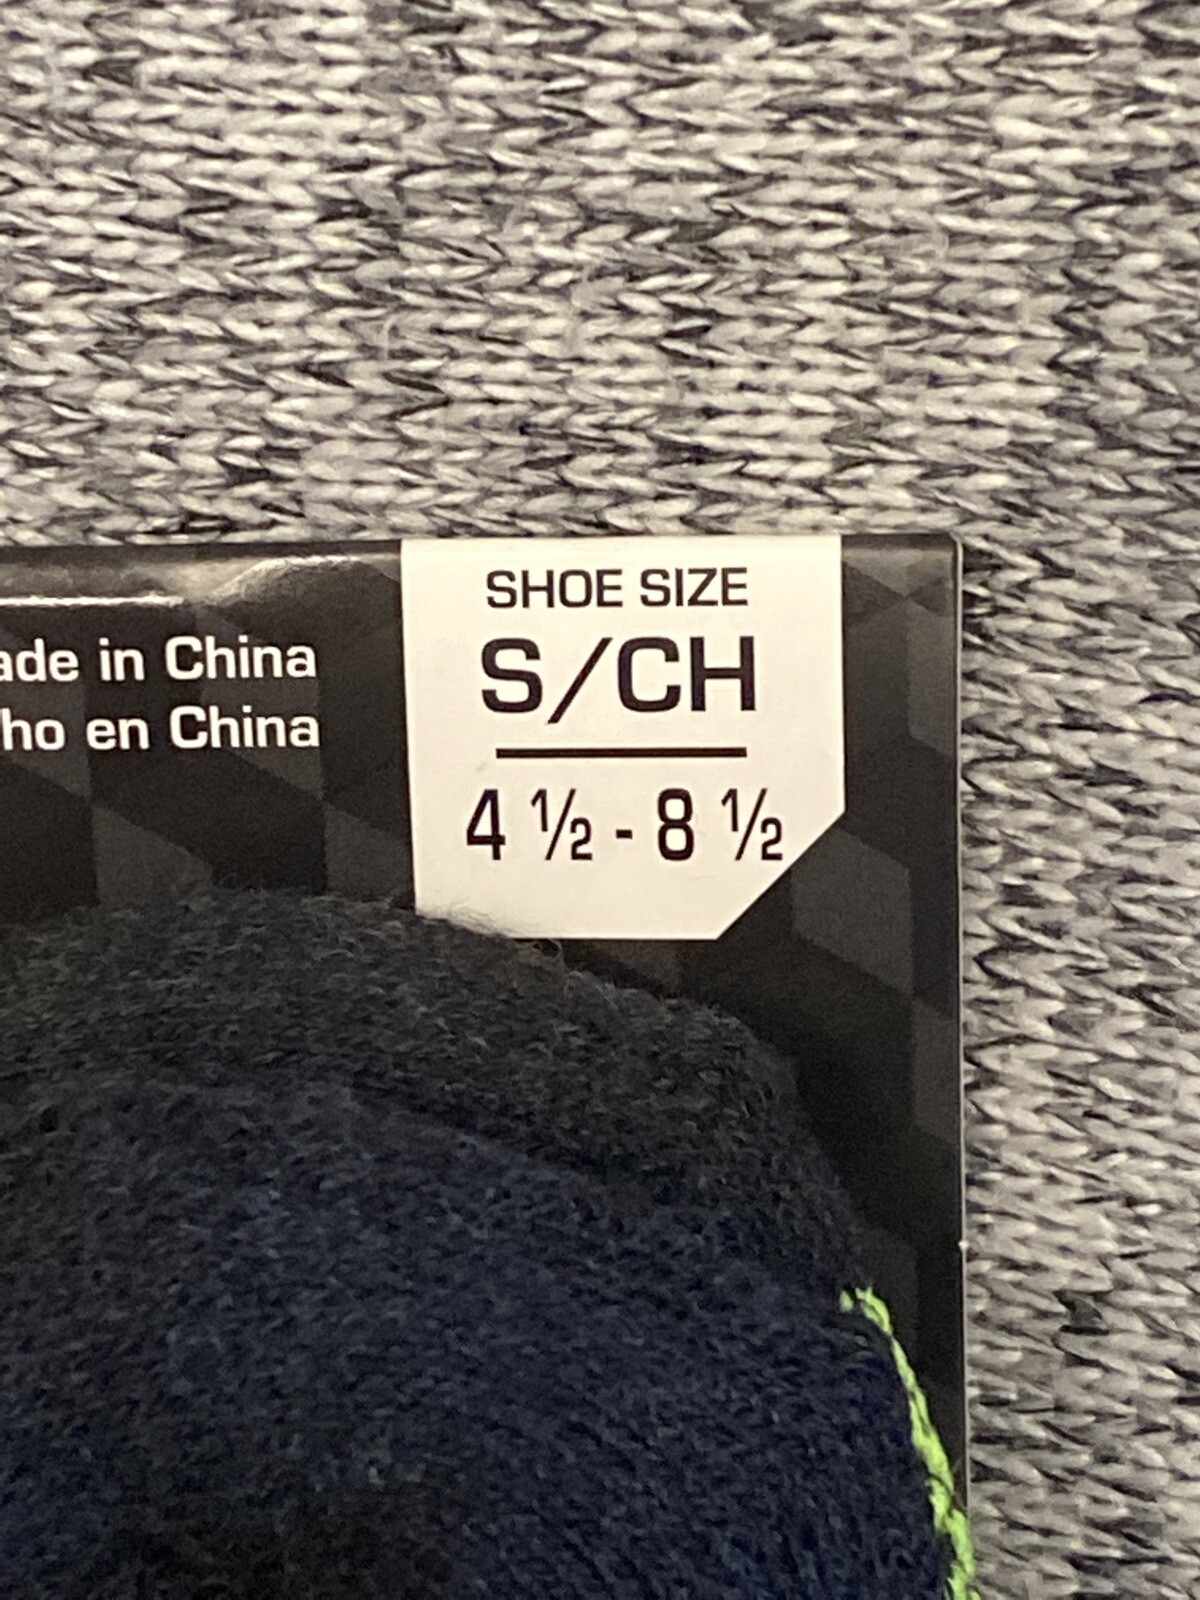 SHOE SIZE
S/CH
4 ½ - 8 ½
ade in China
ho en China